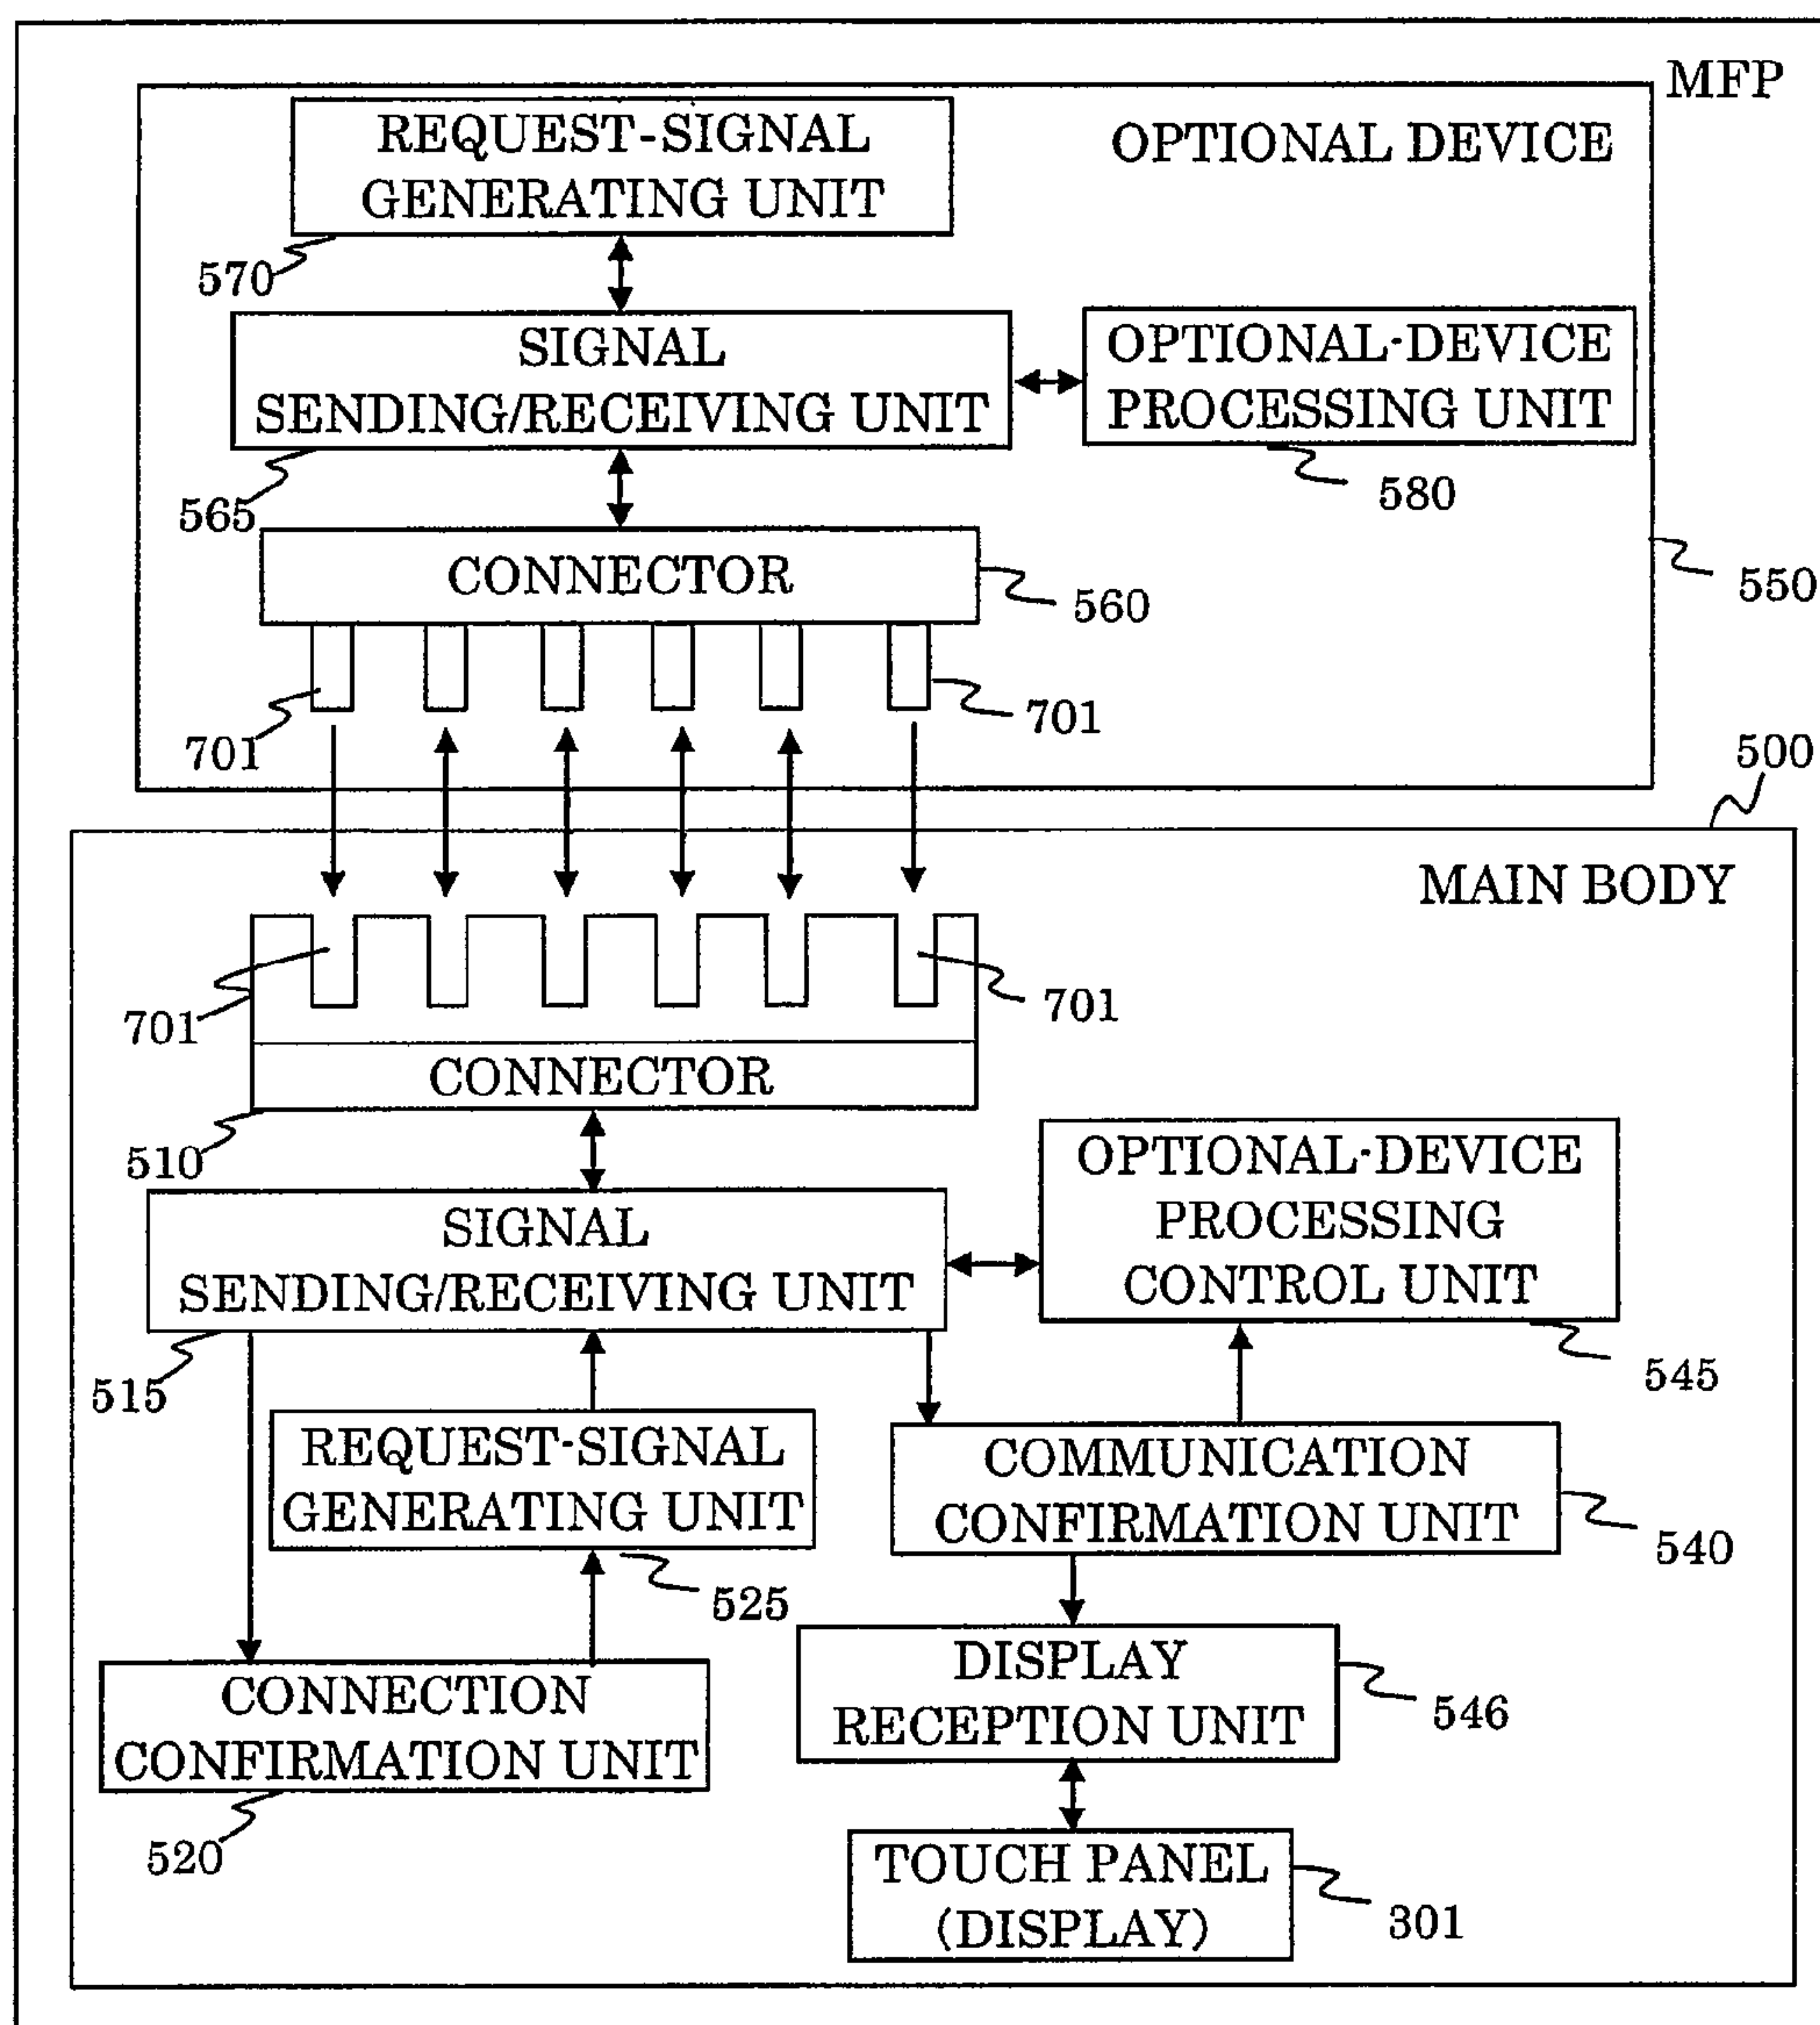 MFP
OPTIONAL DEVICE
REQUEST-SIGNAL
GENERATING UNIT
570
SIGNAL
SENDING/RECEIVING UNIT
565
OPTIONAL-DEVICE
PROCESSING UNIT
580
CONNECTOR
560
550
701
701
500
MAIN BODY
701
701
CONNECTOR
510
SIGNAL
SENDING/RECEIVING UNIT
515
OPTIONAL-DEVICE
PROCESSING
CONTROL UNIT
545
REQUEST-SIGNAL
GENERATING UNIT
525
COMMUNICATION
CONFIRMATION UNIT
540
CONNECTION
CONFIRMATION UNIT
520
DISPLAY
RECEPTION UNIT
546
TOUCH PANEL
(DISPLAY)
301